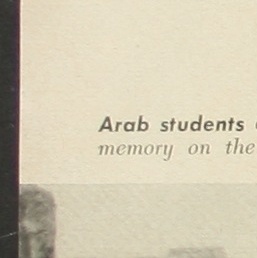 Arab students
memory on the